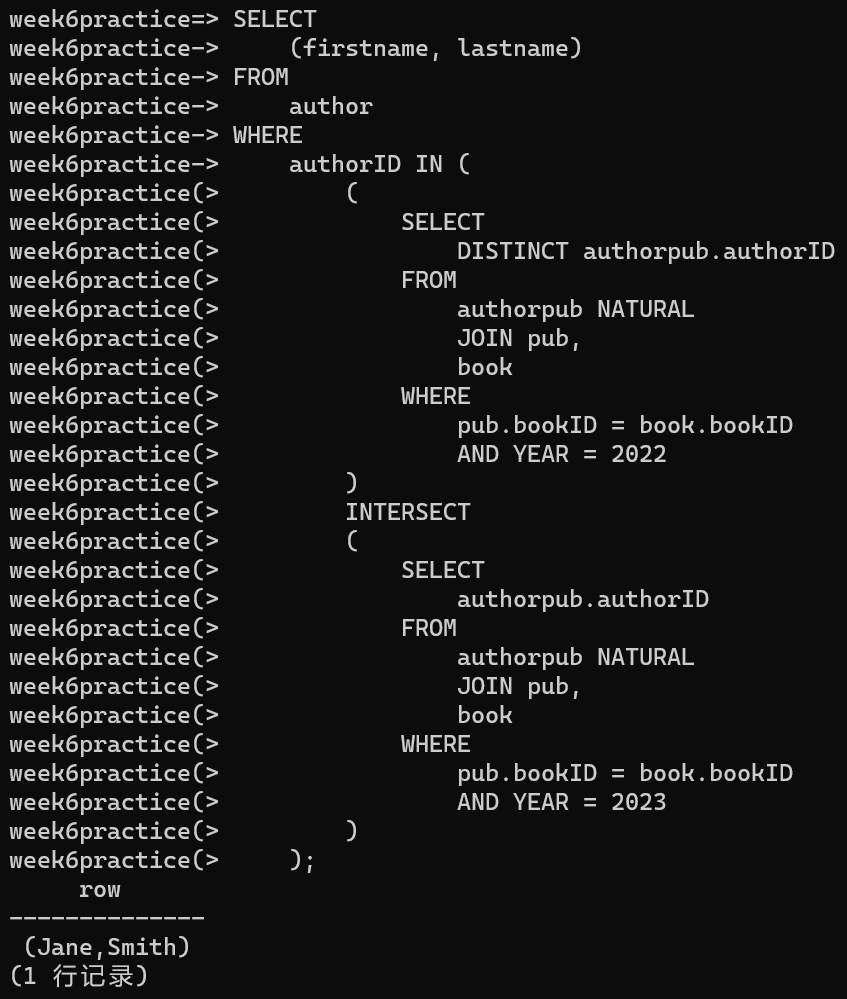 week6practice=> SELECT
week6practice->     (firstname, lastname)
week6practice-> FROM
week6practice->     author
week6practice-> WHERE
week6practice->     authorID IN (
week6practice(>         (
week6practice(>             SELECT
week6practice(>                 DISTINCT authorpub.authorID
week6practice(>             FROM
week6practice(>                 authorpub NATURAL
week6practice(>                 JOIN pub,
week6practice(>                 book
week6practice(>             WHERE
week6practice(>                 pub.bookID = book.bookID
week6practice(>                 AND YEAR = 2022
week6practice(>         )
week6practice(>         INTERSECT
week6practice(>         (
week6practice(>             SELECT
week6practice(>                 authorpub.authorID
week6practice(>             FROM
week6practice(>                 authorpub NATURAL
week6practice(>                 JOIN pub,
week6practice(>                 book
week6practice(>             WHERE
week6practice(>                 pub.bookID = book.bookID
week6practice(>                 AND YEAR = 2023
week6practice(>         )
week6practice(>     );
     row
--------------
 (Jane,Smith)
(1 行记录)